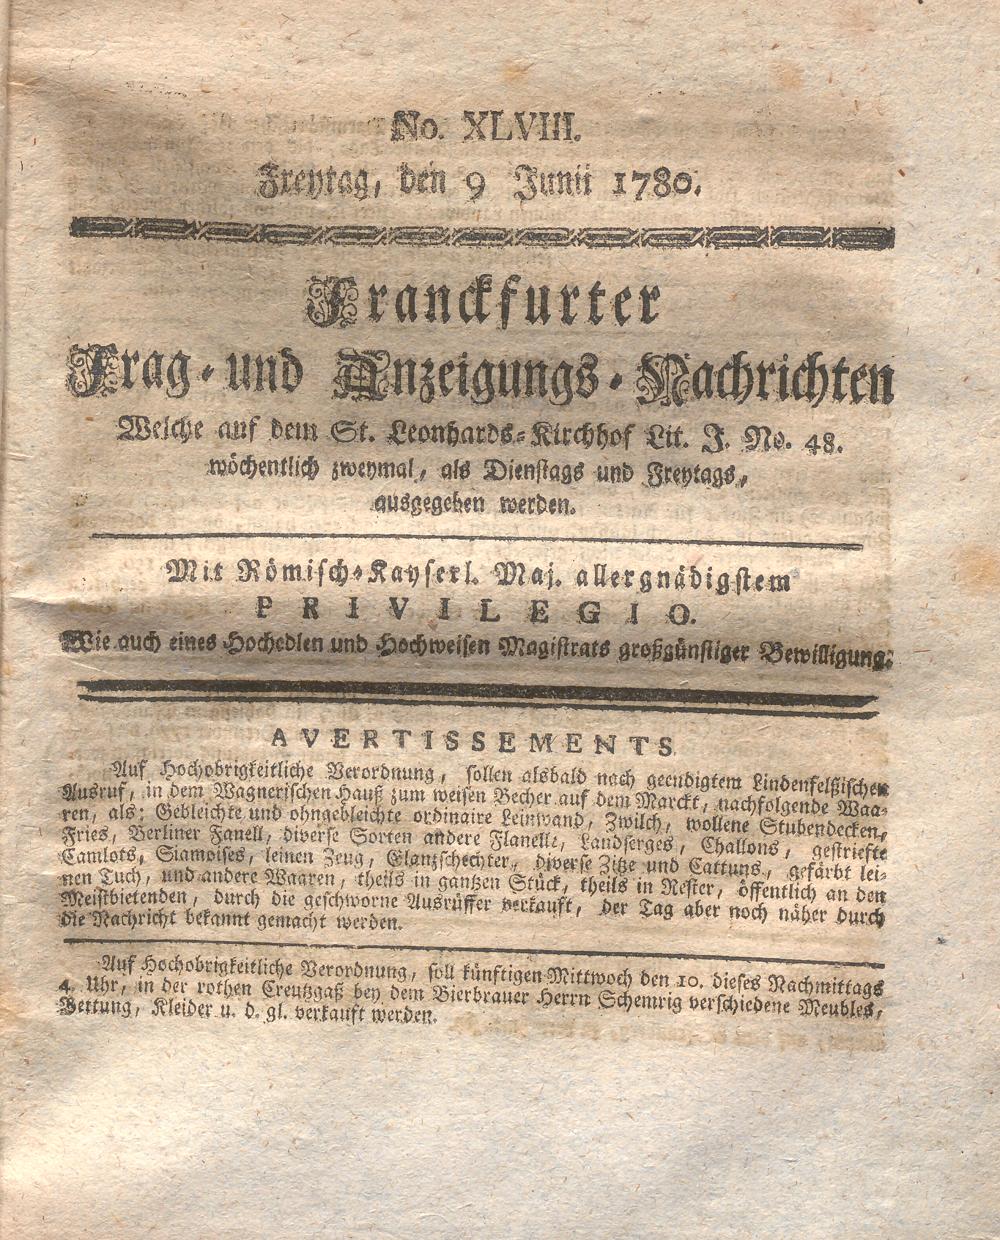 No. XLVIII.
Freytag, den 9 Junii 1780.
Franckfurter
Frag- und Anzeigungs-Nachrichten
Welche auf dem St. Leonhards-Kirchhof Lit. J. No. 48.
wöchentlich zweymal, als Dienstags und Freytags,
ausgegeben werden.
Mit Römisch-Kayserl. Maj. allergnädigstem
PRIVILEGIO.
Wie auch eines Hochedlen und Hochweisen Magistrats großgünstiger Bewilligung.
AVERTISSEMENTS
Auf Hochobrigkeitliche Verordnung, sollen alsbald nach geendigtem Lindenfelßischen
Ausruf, in dem Wagnerischen Hauß zum weisen Becher auf dem Marckt, nachfolgende Waa-
ren, als: Gebleichte und ohngebleichte ordinaire Leinwand, Zwilch, wollene Stubendecken,
Fries, Berliner Fanell, diverse Sorten andere Flanelle, Landserges, Challons, gestriefte
Camlots, Siamoises, leinen Zeug, Glanzschechter, diverse Zitze und Cattuns, gefärbt lei-
nen Tuch, und andere Waaren, theils in gantzen Stück, theils in Rester, öffentlich an den
Meistbietenden, durch die geschworne Ausrüffer verkauft, der Tag aber noch näher durch
die Nachricht bekannt gemacht werden.
Auf Hochobrigkeitliche Verordnung, soll künftigen Mittwoch den 10. dieses Nachmittags
4. Uhr, in der rothen Creutzgaß bey dem Bierbrauer Herrn Schemrig verschiedene Meubles,
Bettung, Kleider u. d. gl. verkauft werden.